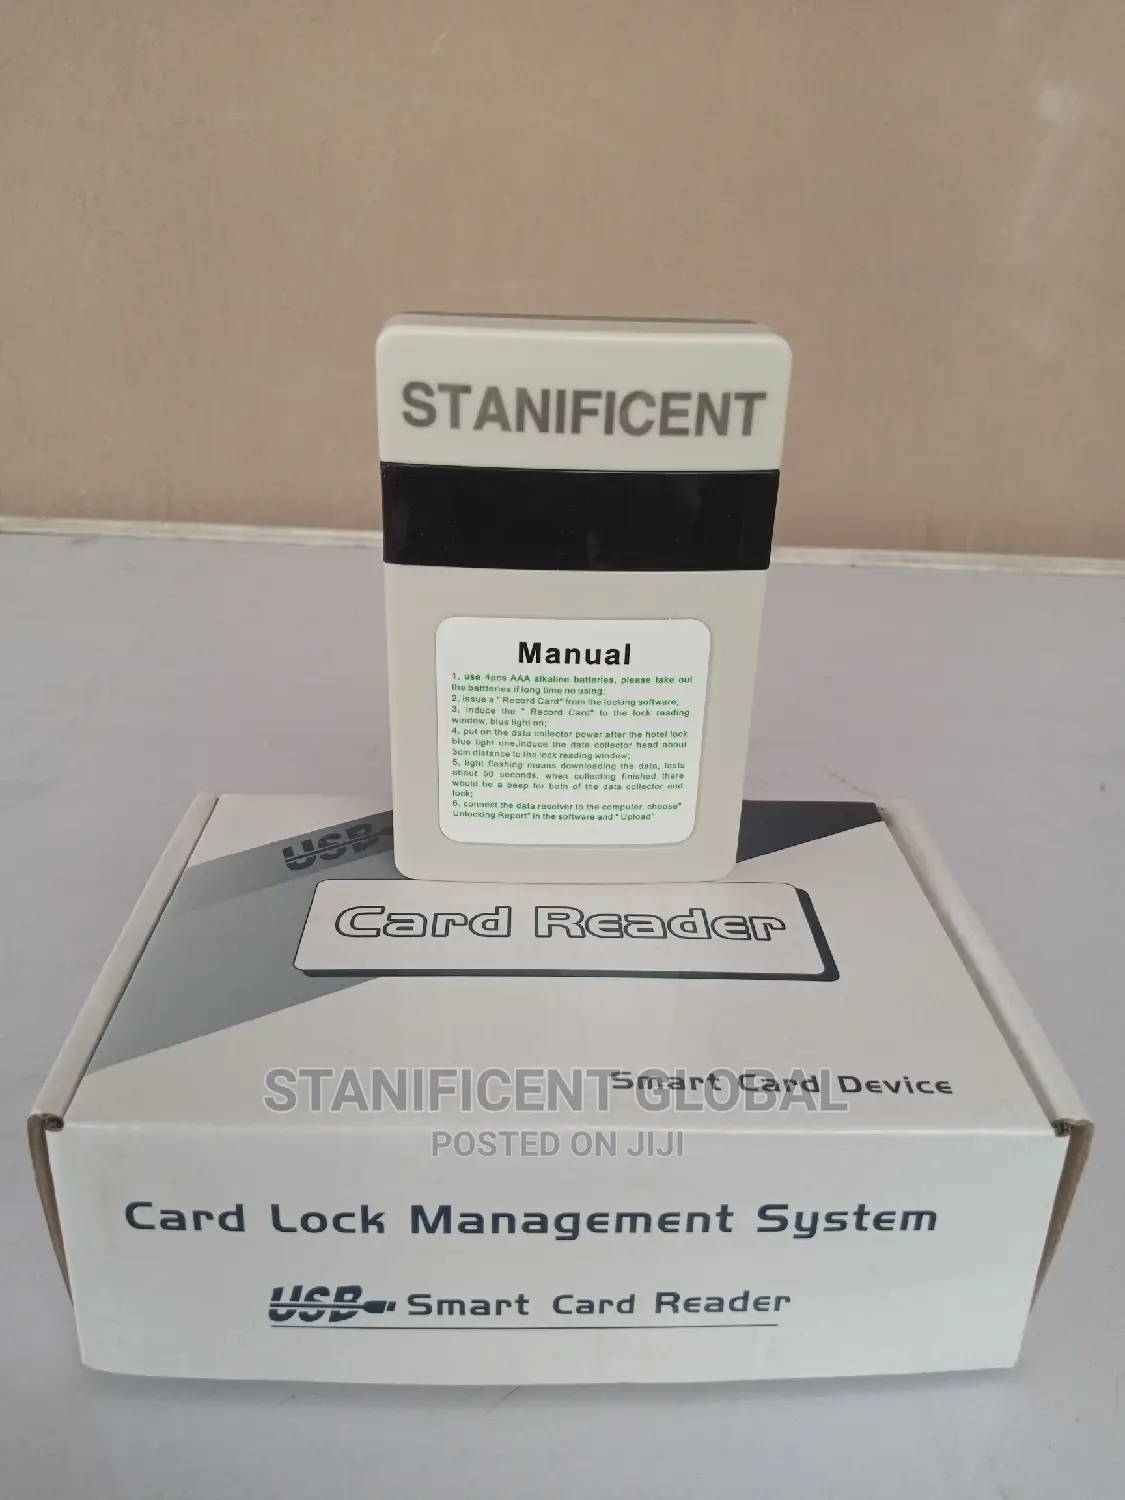 STANIFICENT
Manual
1, use 4pcs AAA alkaline batteries, please take out
the battteries if long time no using;
2, issue a " Record Card" from the locking software;
3, induce the " Record Card" to the lock reading
window, blue light on;
4, put on the data collector power after the hotel lock
blue light one,induce the data collector head about
3cm distance to the lock reading window;
5, light flashing means downloading the data, lasts
about 50 seconds, when collecting finished there
would be a beep for both of the data collector and
lock;
6, connect the data receiver to the computer, choose"
Unlocking Report" in the software and " Upload"
USB
Card Reader
Smart Card Device
STANIFICENT GLOBAL
POSTED ON JIJI
Card Lock Management System
USB Smart Card Reader